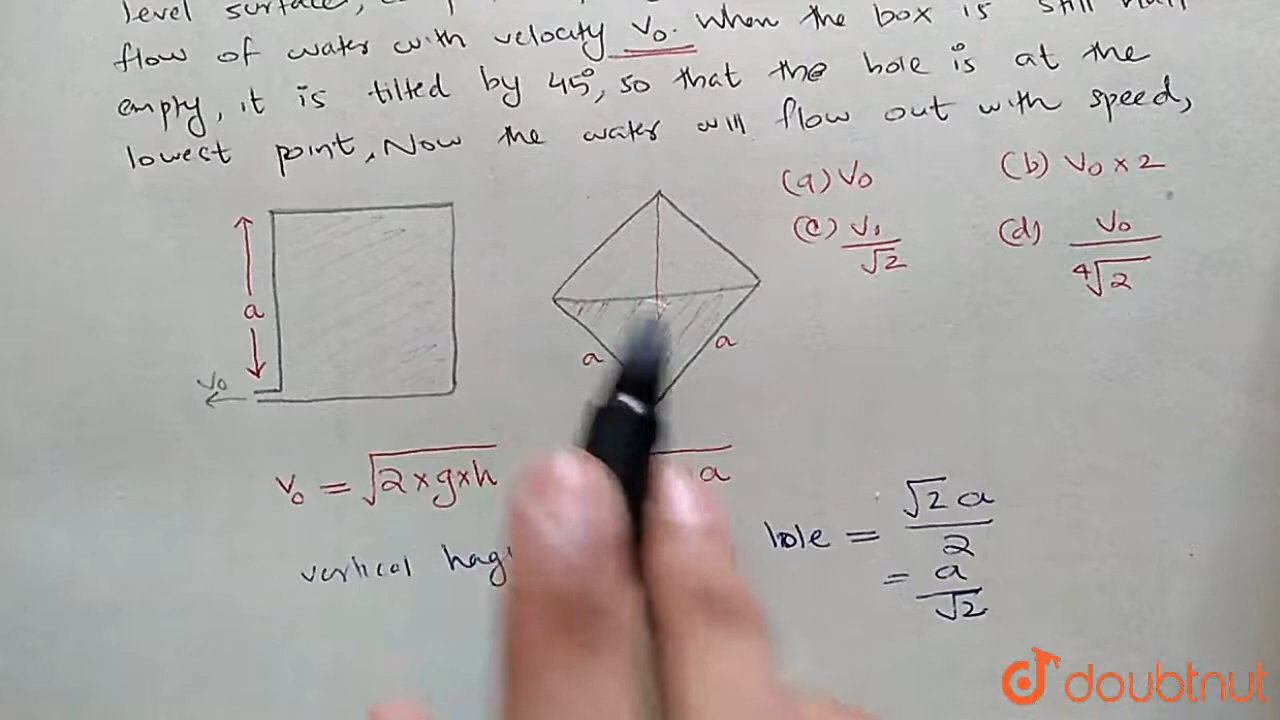 level surface,
flow of water with velocity V₀. When the box is still half
empty, it is tilted by 45°, so that the hole is at the
lowest point, Now the water will flow out with speed,
(a) V₀ (b) V₀ × 2
(c) V₀/√2 (d) V₀/⁴√2
a
V₀
a a
V₀ = √2×g×h a
vertical hole = √2 a/2
= a/√2
doubtnut